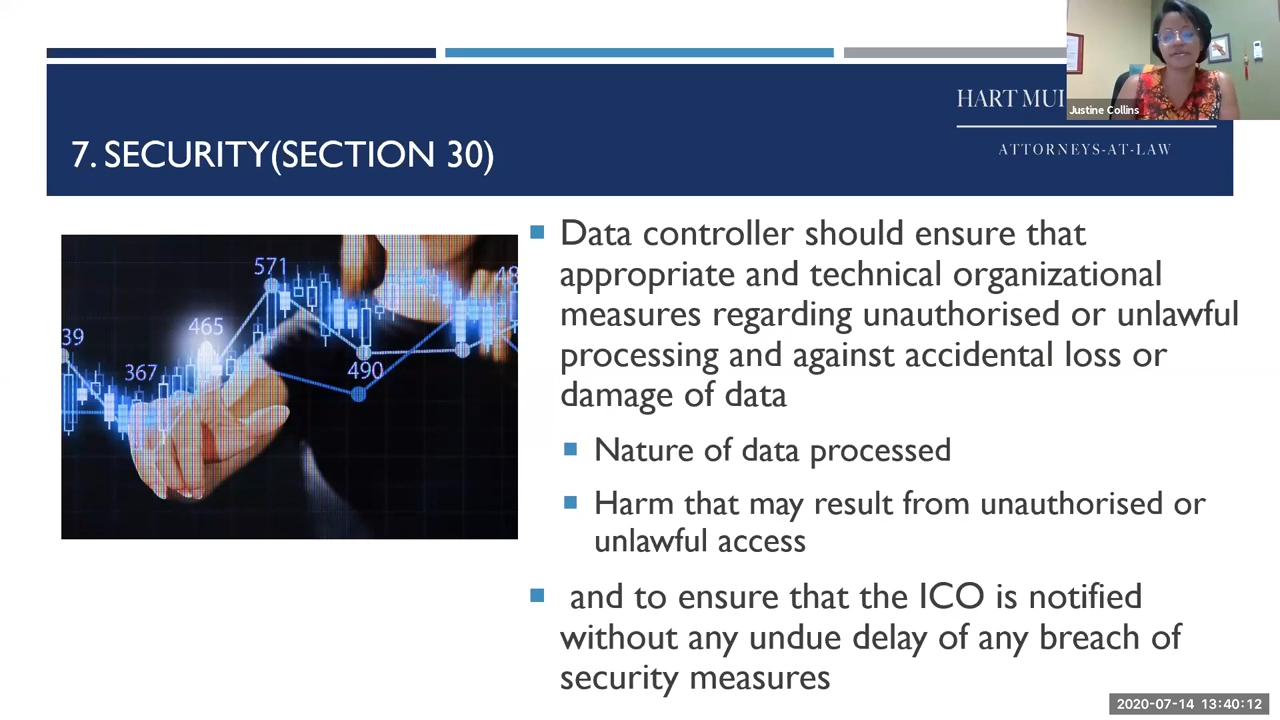 HART MUI
Justine Collins
7. SECURITY(SECTION 30)
ATTORNEYS-AT-LAW
Data controller should ensure that
appropriate and technical organizational
measures regarding unauthorised or unlawful
processing and against accidental loss or
damage of data
Nature of data processed
Harm that may result from unauthorised or
unlawful access
and to ensure that the ICO is notified
without any undue delay of any breach of
security measures
571
465
39
367
490
2020-07-14 13:40:12